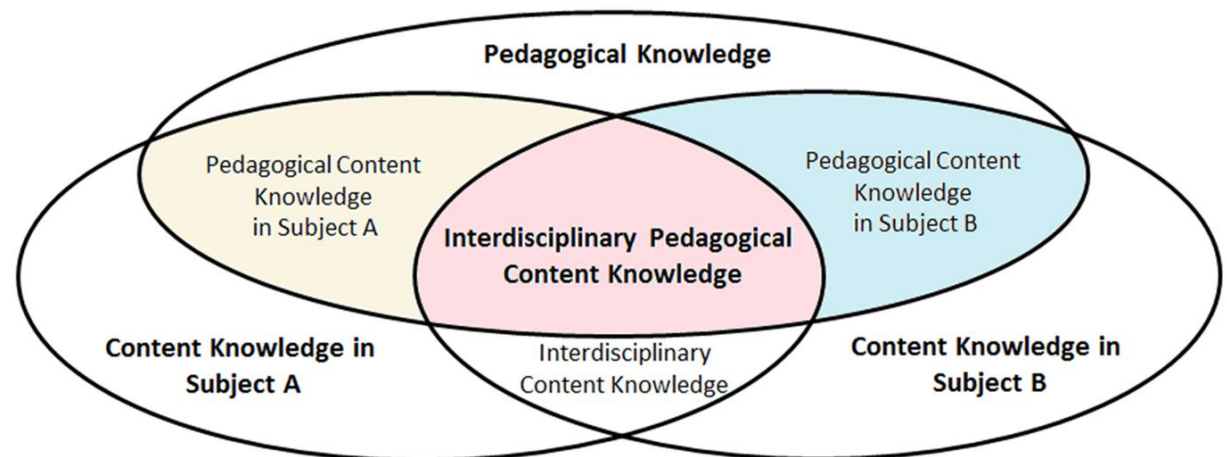 Pedagogical Knowledge
Pedagogical Content
Knowledge
in Subject A
Pedagogical Content
Knowledge
in Subject B
Interdisciplinary Pedagogical
Content Knowledge
Content Knowledge in
Subject A
Interdisciplinary
Content Knowledge
Content Knowledge in
Subject B